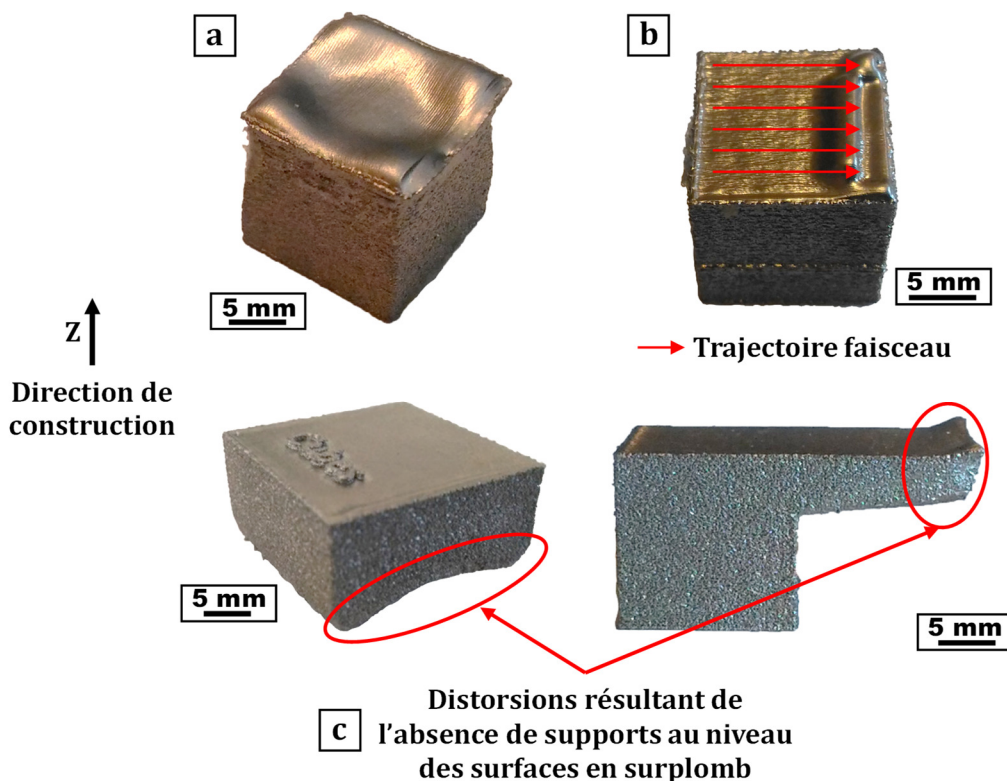 a
b
5 mm
5 mm
Z
Direction de
construction
Trajectoire faisceau
5 mm
5 mm
c
Distorsions résultant de
l’absence de supports au niveau
des surfaces en surplomb